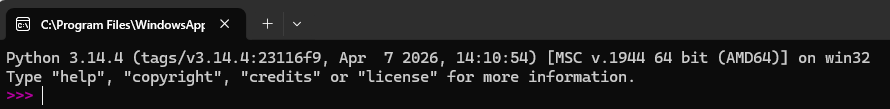 C:\Program Files\WindowsApp
Python 3.14.4 (tags/v3.14.4:23116f9, Apr  7 2026, 14:10:54) [MSC v.1944 64 bit (AMD64)] on win32
Type "help", "copyright", "credits" or "license" for more information.
>>>